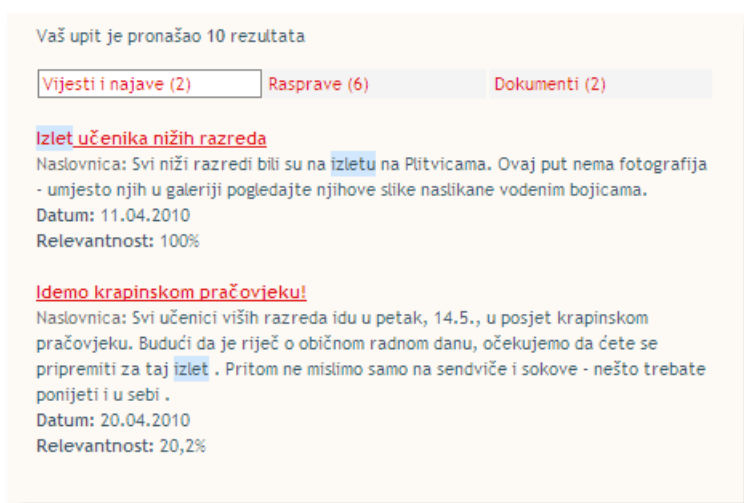 Vaš upit je pronašao 10 rezultata
Vijesti i najave (2) Rasprave (6) Dokumenti (2)
Izlet učenika nižih razreda
Naslovnica: Svi niži razredi bili su na izletu na Plitvicama. Ovaj put nema fotografija
- umjesto njih u galeriji pogledajte njihove slike naslikane vodenim bojicama.
Datum: 11.04.2010
Relevantnost: 100%
Idemo krapinskom pračovjeku!
Naslovnica: Svi učenici viših razreda idu u petak, 14.5., u posjet krapinskom
pračovjeku. Budući da je riječ o običnom radnom danu, očekujemo da ćete se
pripremiti za taj izlet . Pritom ne mislimo samo na sendviče i sokove - nešto trebate
ponijeti i u sebi .
Datum: 20.04.2010
Relevantnost: 20,2%